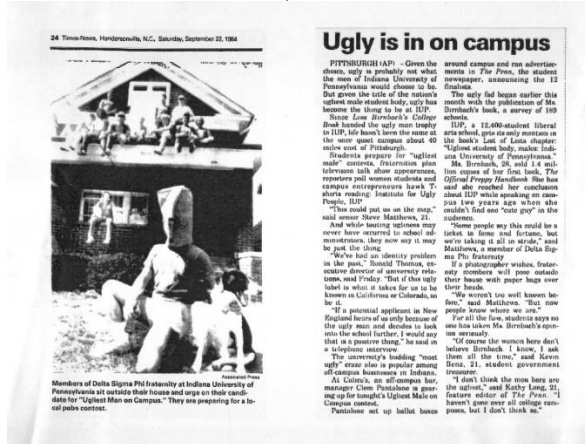 24 Times-News, Hendersonville, N.C., Saturday, September 22, 1984
Associated Press
Members of Delta Sigma Phi fraternity at Indiana University of
Pennsylvania sit outside their house and urge on their candi-
date for "Ugliest Man on Campus." They are preparing for a lo-
cal pubs contest.
Ugly is in on campus
PITTSBURGH (AP) - Given the
choice, ugly is probably not what
the men of Indiana University of
Pennsylvania would choose to be.
But given the title of the nation's
ugliest male student body, ugly has
become the thing to be at IUP.
Since Lisa Birnbach's College
Book handed the ugly man trophy
to IUP, life hasn't been the same at
the once quiet campus about 40
miles east of Pittsburgh.
Students prepare for "ugliest
male" contests, fraternities plan
television talk show appearances,
reporters poll women students and
campus entrepreneurs hawk T-
shirts reading: Institute for Ugly
People, IUP
"This could put us on the map,"
said senior Steve Matthews, 21.
And while touting ugliness may
never have occurred to school ad-
ministrators, they now say it may
be just the thing
"We've had an identity problem
in the past," Ronald Thomas, ex-
ecutive director of university rela-
tions, said Friday. "But if this ugly
label is what it takes for us to be
known in California or Colorado, so
be it.
"If a potential applicant in New
England hears of us only because of
the ugly man and decides to look
into the school further, I would say
that is a positive thing," he said in
a telephone interview
The university's budding "most
ugly" craze also is popular among
off-campus businesses in Indiana.
At Caleco's, an off-campus bar,
manager Clem Pantalone is gear-
ing up for tonight's Ugliest Male on
Campus contest.
Pantalone set up ballot boxes
around campus and ran advertise-
ments in The Penn, the student
newspaper, announcing the 12
finalists.
The ugly fad began earlier this
month with the publication of Ms.
Birnbach's book, a survey of 189
schools.
IUP, a 12,400-student liberal
arts school, gets its only mention in
the book's List of Lists chapter:
"Ugliest student body, males: Indi-
ana University of Pennsylvania."
Ms. Birnbach, 28, sold 1.4 mil-
lion copies of her first book, The
Official Preppy Handbook She has
said she reached her conclusion
about IUP while speaking on cam-
pus two years ago when she
couldn't find one "cute guy" in the
audience.
"Some people say this could be a
ticket to fame and fortune, but
we're taking it all in stride," said
Matthews, a member of Delta Sig-
ma Phi fraternity
If a photographer wishes, frater-
nity members will pose outside
their house with paper bags over
their heads.
"We weren't too well known be-
fore," said Matthews. "But now
people know where we are."
For all the fuss, students says no
one has taken Ms. Birnbach's opin-
ion seriously.
"Of course the women here don't
believe Birnbach I know, I ask
them all the time," said Kevin
Benz, 21, student government
treasurer.
"I don't think the men here are
the ugliest," said Kathy Long, 21,
feature editor of The Penn. "I
haven't gone over all college cam-
puses, but I don't think so."